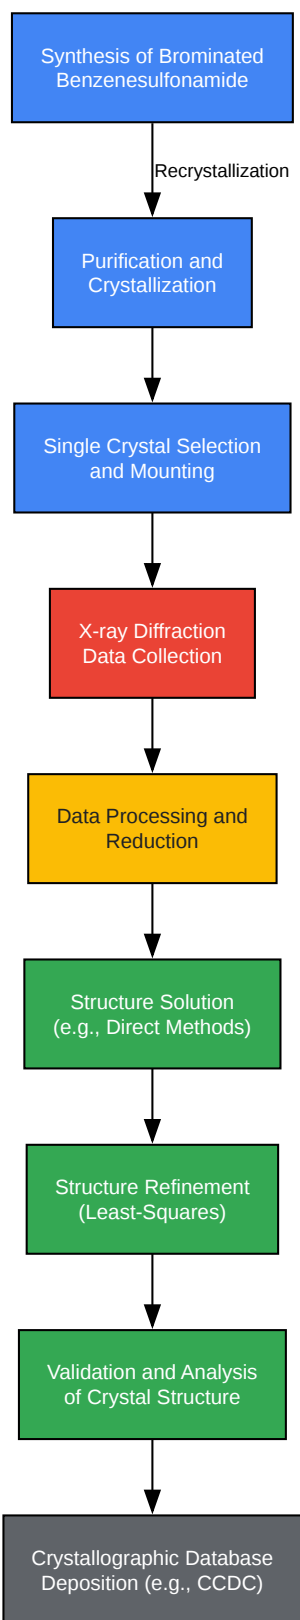 Synthesis of Brominated
Benzenesulfonamide
Recrystallization
Purification and
Crystallization
Single Crystal Selection
and Mounting
X-ray Diffraction
Data Collection
Data Processing and
Reduction
Structure Solution
(e.g., Direct Methods)
Structure Refinement
(Least-Squares)
Validation and Analysis
of Crystal Structure
Crystallographic Database
Deposition (e.g., CCDC)